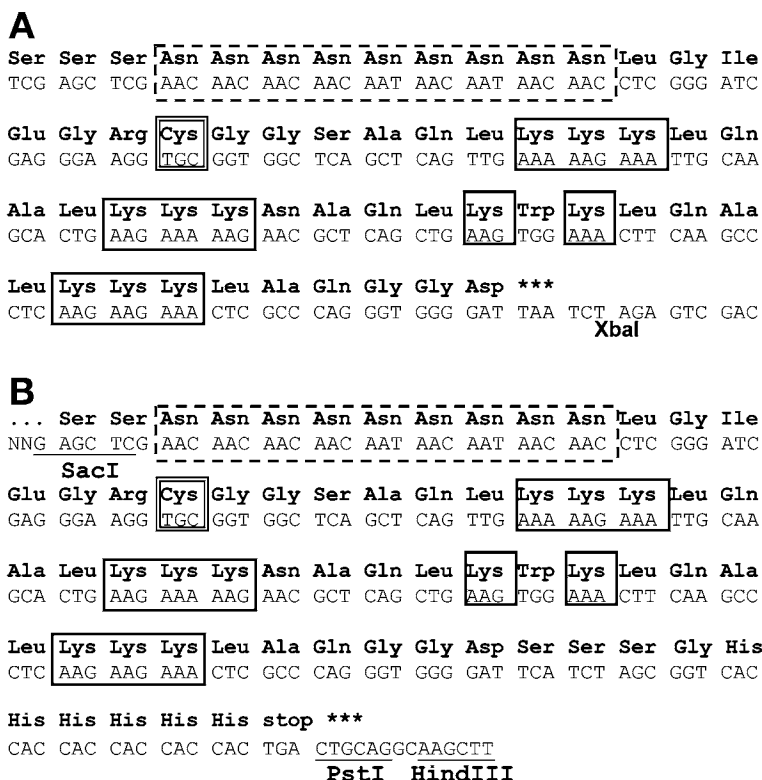 A
Ser Ser Ser Asn Asn Asn Asn Asn Asn Asn Asn Asn Leu Gly Ile
TCG AGC TCG AAC AAC AAC AAC AAT AAC AAT AAC AAC CTC GGG ATC
Glu Gly Arg Cys Gly Gly Ser Ala Gln Leu Lys Lys Lys Leu Gln
GAG GGA AGG TGC GGT GGC TCA GCT CAG TTG AAA AAG AAA TTG CAA
Ala Leu Lys Lys Lys Asn Ala Gln Leu Lys Trp Lys Leu Gln Ala
GCA CTG AAG AAA AAG AAC GCT CAG CTG AAG TGG AAA CTT CAA GCC
Leu Lys Lys Lys Leu Ala Gln Gly Gly Asp ***
CTC AAG AAG AAA CTC GCC CAG GGT GGG GAT TAA TCT AGA GTC GAC
XbaI
B
... Ser Ser Asn Asn Asn Asn Asn Asn Asn Asn Asn Leu Gly Ile
NNG AGC TCG AAC AAC AAC AAC AAT AAC AAT AAC AAC CTC GGG ATC
SacI
Glu Gly Arg Cys Gly Gly Ser Ala Gln Leu Lys Lys Lys Leu Gln
GAG GGA AGG TGC GGT GGC TCA GCT CAG TTG AAA AAG AAA TTG CAA
Ala Leu Lys Lys Lys Asn Ala Gln Leu Lys Trp Lys Leu Gln Ala
GCA CTG AAG AAA AAG AAC GCT CAG CTG AAG TGG AAA CTT CAA GCC
Leu Lys Lys Lys Leu Ala Gln Gly Gly Asp Ser Ser Ser Gly His
CTC AAG AAG AAA CTC GCC CAG GGT GGG GAT TCA TCT AGC GGT CAC
His His His His His stop ***
CAC CAC CAC CAC CAC TGA CTGCAGGCAAGCTT
PstI HindIII